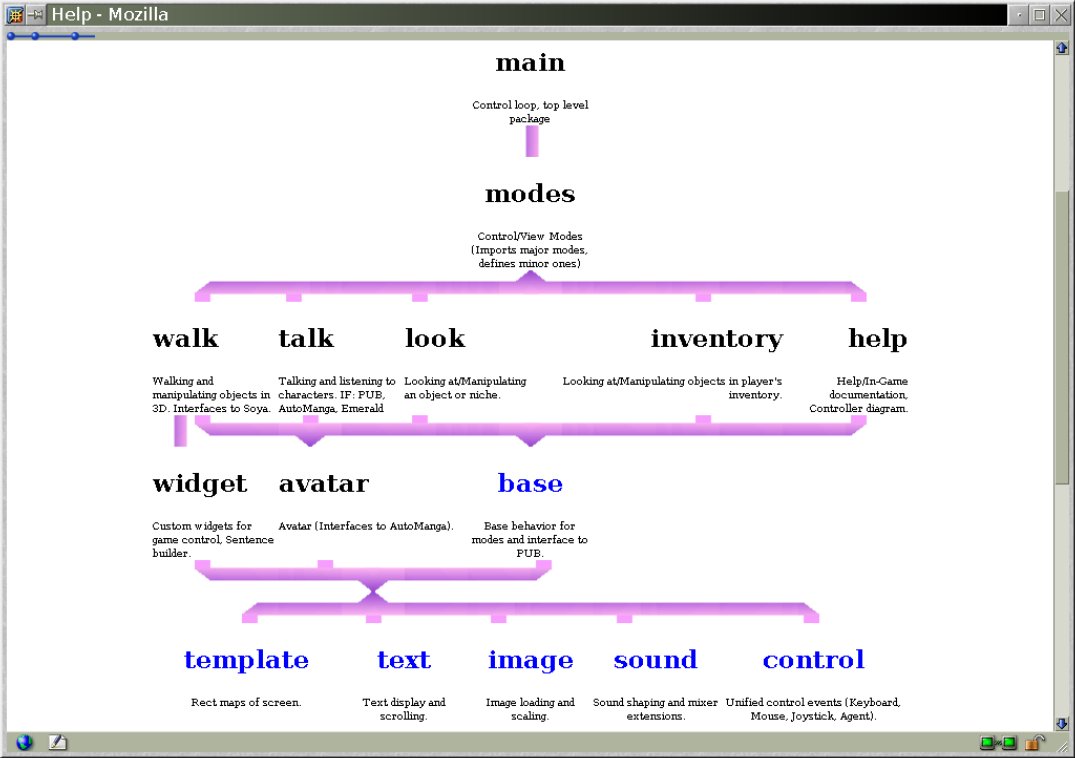 Help - Mozilla
main
Control loop, top level
package
modes
Control/View Modes
(Imports major modes,
defines minor ones)
walk talk look inventory help
Walking and
manipulating objects in
3D. Interfaces to Soya.
Talking and listening to
characters. IF: PUB,
AutoManga, Emerald
Looking at/Manipulating
an object or niche.
Looking at/Manipulating objects in player's
inventory.
Help/In-Game
documentation,
Controller diagram.
widget avatar base
Custom widgets for
game control, Sentence
builder.
Avatar (Interfaces to AutoManga).
Base behavior for
modes and interface to
PUB.
template text image sound control
Rect maps of screen.
Text display and
scrolling.
Image loading and
scaling.
Sound shaping and mixer
extensions.
Unified control events (Keyboard,
Mouse, Joystick, Agent).